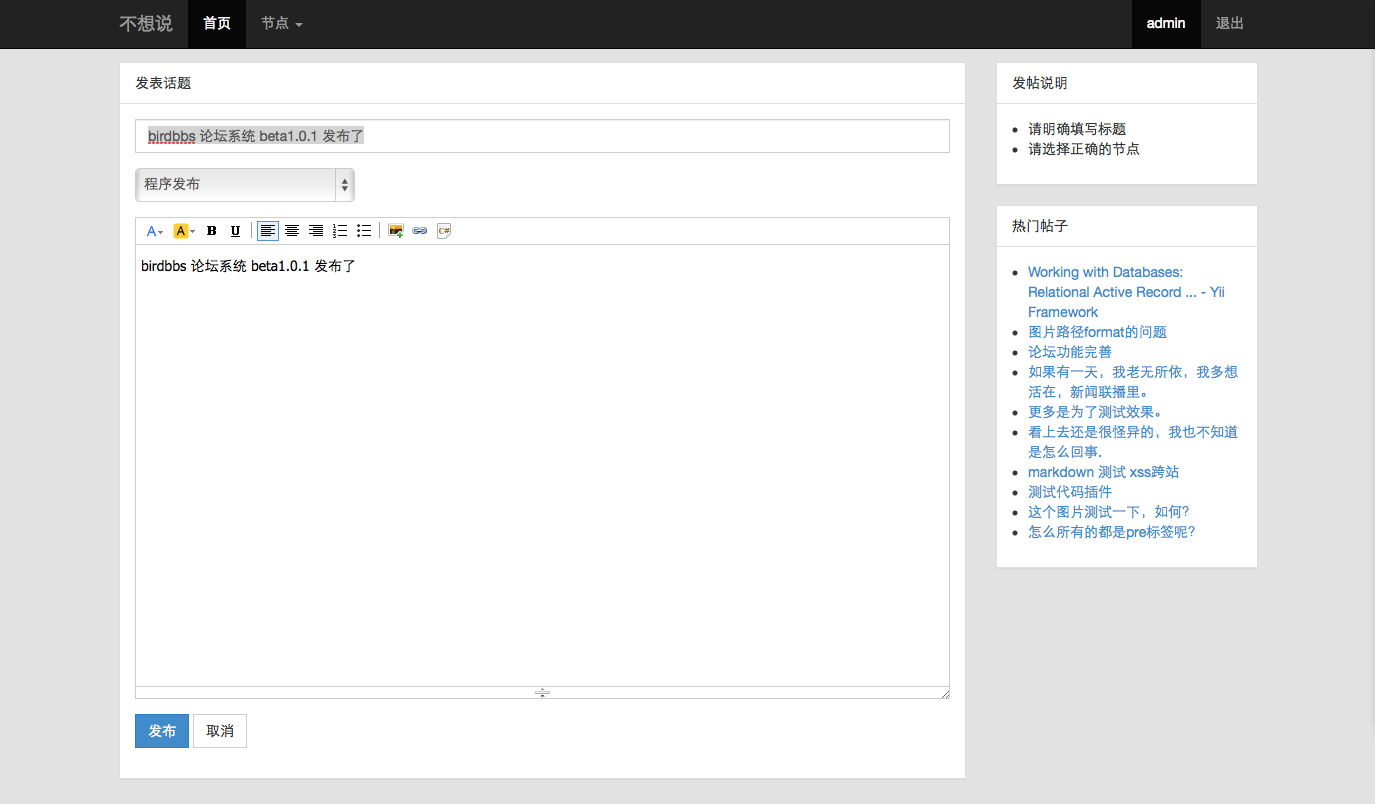 不想说 首页 节点 admin 退出
发表话题
birdbbs 论坛系统 beta1.0.1 发布了
程序发布
A A B U C#
birdbbs 论坛系统 beta1.0.1 发布了
发布 取消
发帖说明
请明确填写标题
请选择正确的节点
热门帖子
Working with Databases:
Relational Active Record ... - Yii
Framework
图片路径format的问题
论坛功能完善
如果有一天，我老无所依，我多想
活在，新闻联播里。
更多是为了测试效果。
看上去还是很怪异的，我也不知道
是怎么回事.
markdown 测试 xss跨站
测试代码插件
这个图片测试一下，如何?
怎么所有的都是pre标签呢?